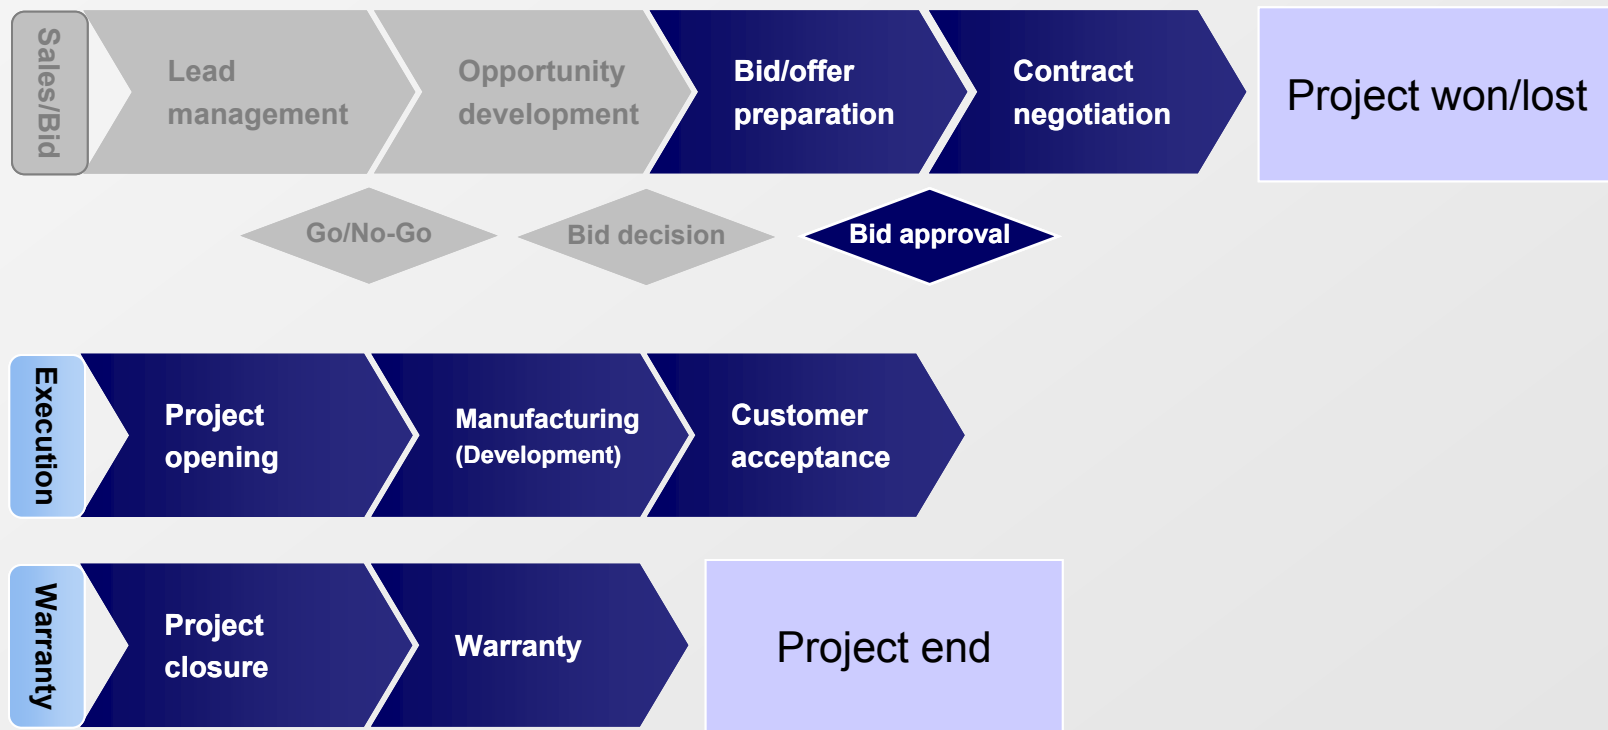 Sales/Bid
Lead
management
Opportunity
development
Bid/offer
preparation
Contract
negotiation
Project won/lost
Go/No-Go
Bid decision
Bid approval
Execution
Project
opening
Manufacturing
(Development)
Customer
acceptance
Warranty
Project
closure
Warranty
Project end